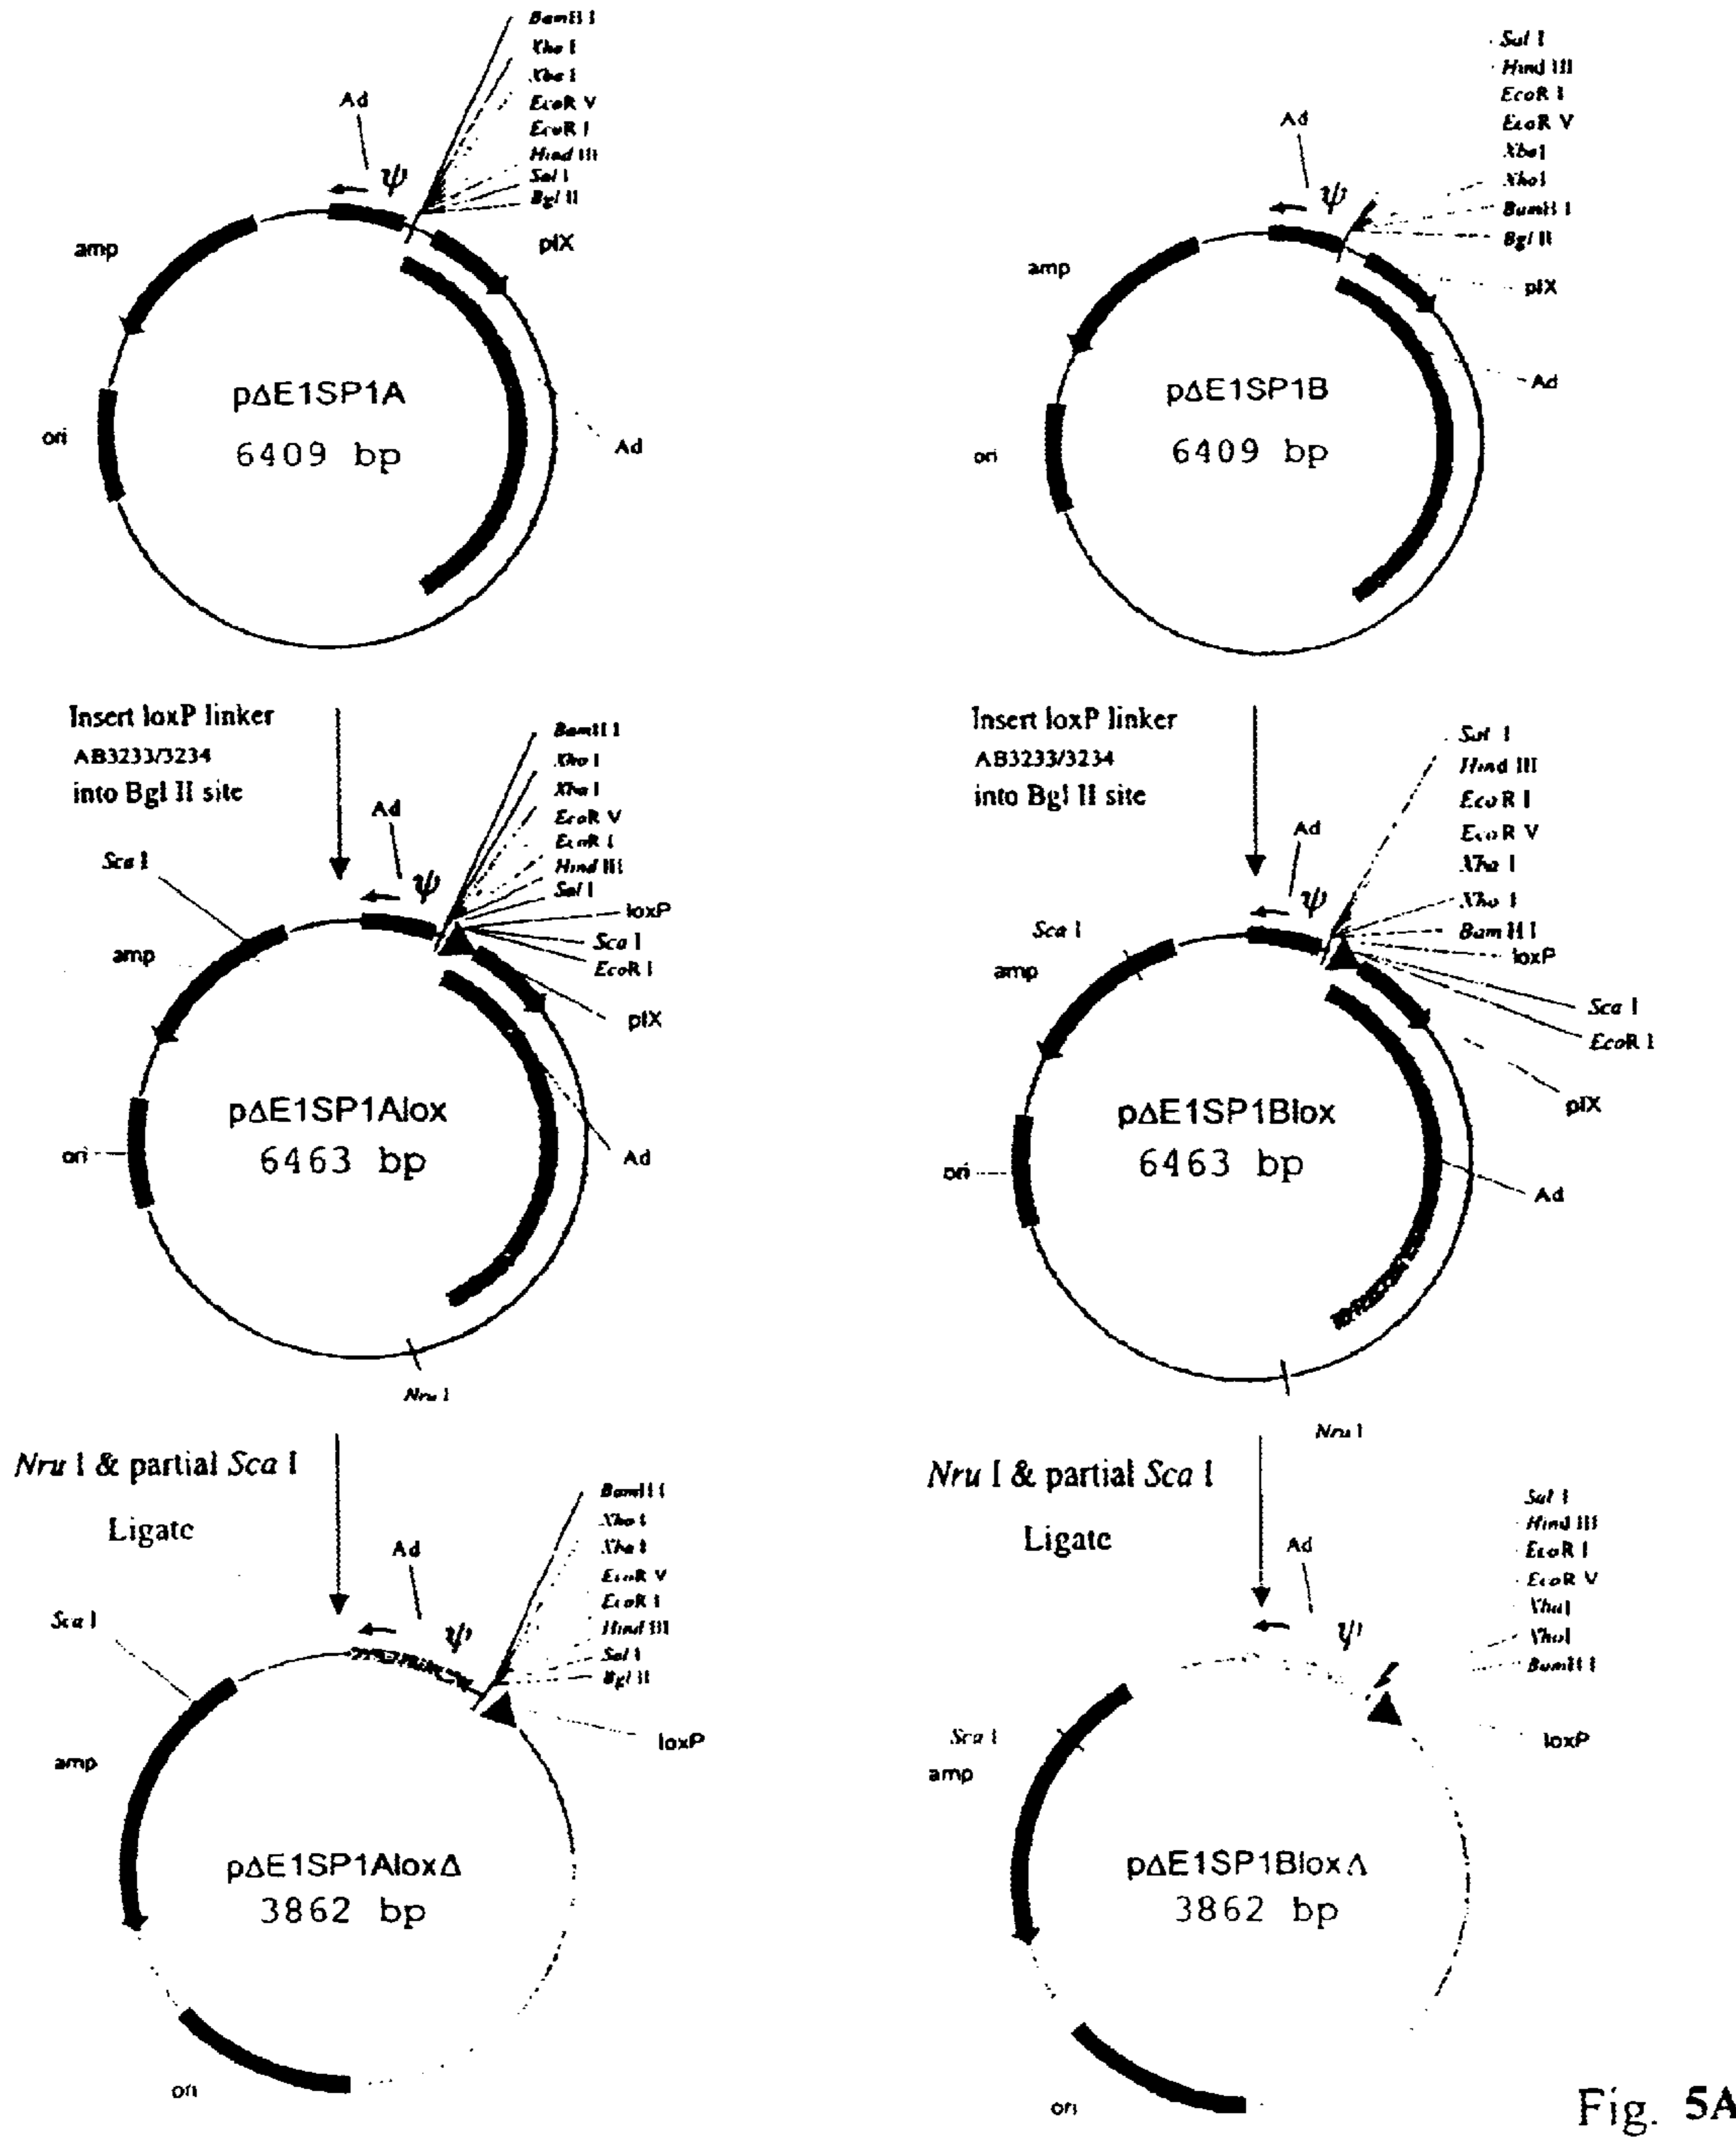 BamH I
Xho I
Xba I
EcoR V
EcoR I
Hind III
Sal I
Bgl II
Ad
ψ
amp
pIX
pΔE1SP1A
6409 bp
ori
Ad
Sal I
Hind III
EcoR I
EcoR V
Xba I
Xho I
BamH I
Bgl II
Ad
ψ
amp
pIX
pΔE1SP1B
6409 bp
ori
Ad
Insert loxP linker
AB3233/3234
into Bgl II site
BamH I
Xho I
Xba I
EcoR V
EcoR I
Hind III
Sal I
loxP
Sca I
EcoR I
Ad
ψ
Sca I
amp
pIX
pΔE1SP1Alox
6463 bp
ori
Ad
Nru I
Insert loxP linker
AB3233/3234
into Bgl II site
Sal I
Hind III
EcoR I
EcoR V
Xba I
Xho I
BamH I
loxP
Sca I
EcoR I
Ad
ψ
Sca I
amp
pIX
pΔE1SP1Blox
6463 bp
ori
Ad
Nru I
Nru I & partial Sca I
Ligate
BamH I
Xho I
Xba I
EcoR V
EcoR I
Hind III
Sal I
Bgl II
Ad
ψ
Sca I
loxP
amp
pΔE1SP1AloxΔ
3862 bp
ori
Nru I & partial Sca I
Ligate
Sal I
Hind III
EcoR I
EcoR V
Xba I
Xho I
BamH I
Ad
ψ
Sca I
loxP
amp
pΔE1SP1BloxΔ
3862 bp
ori
Fig. 5A